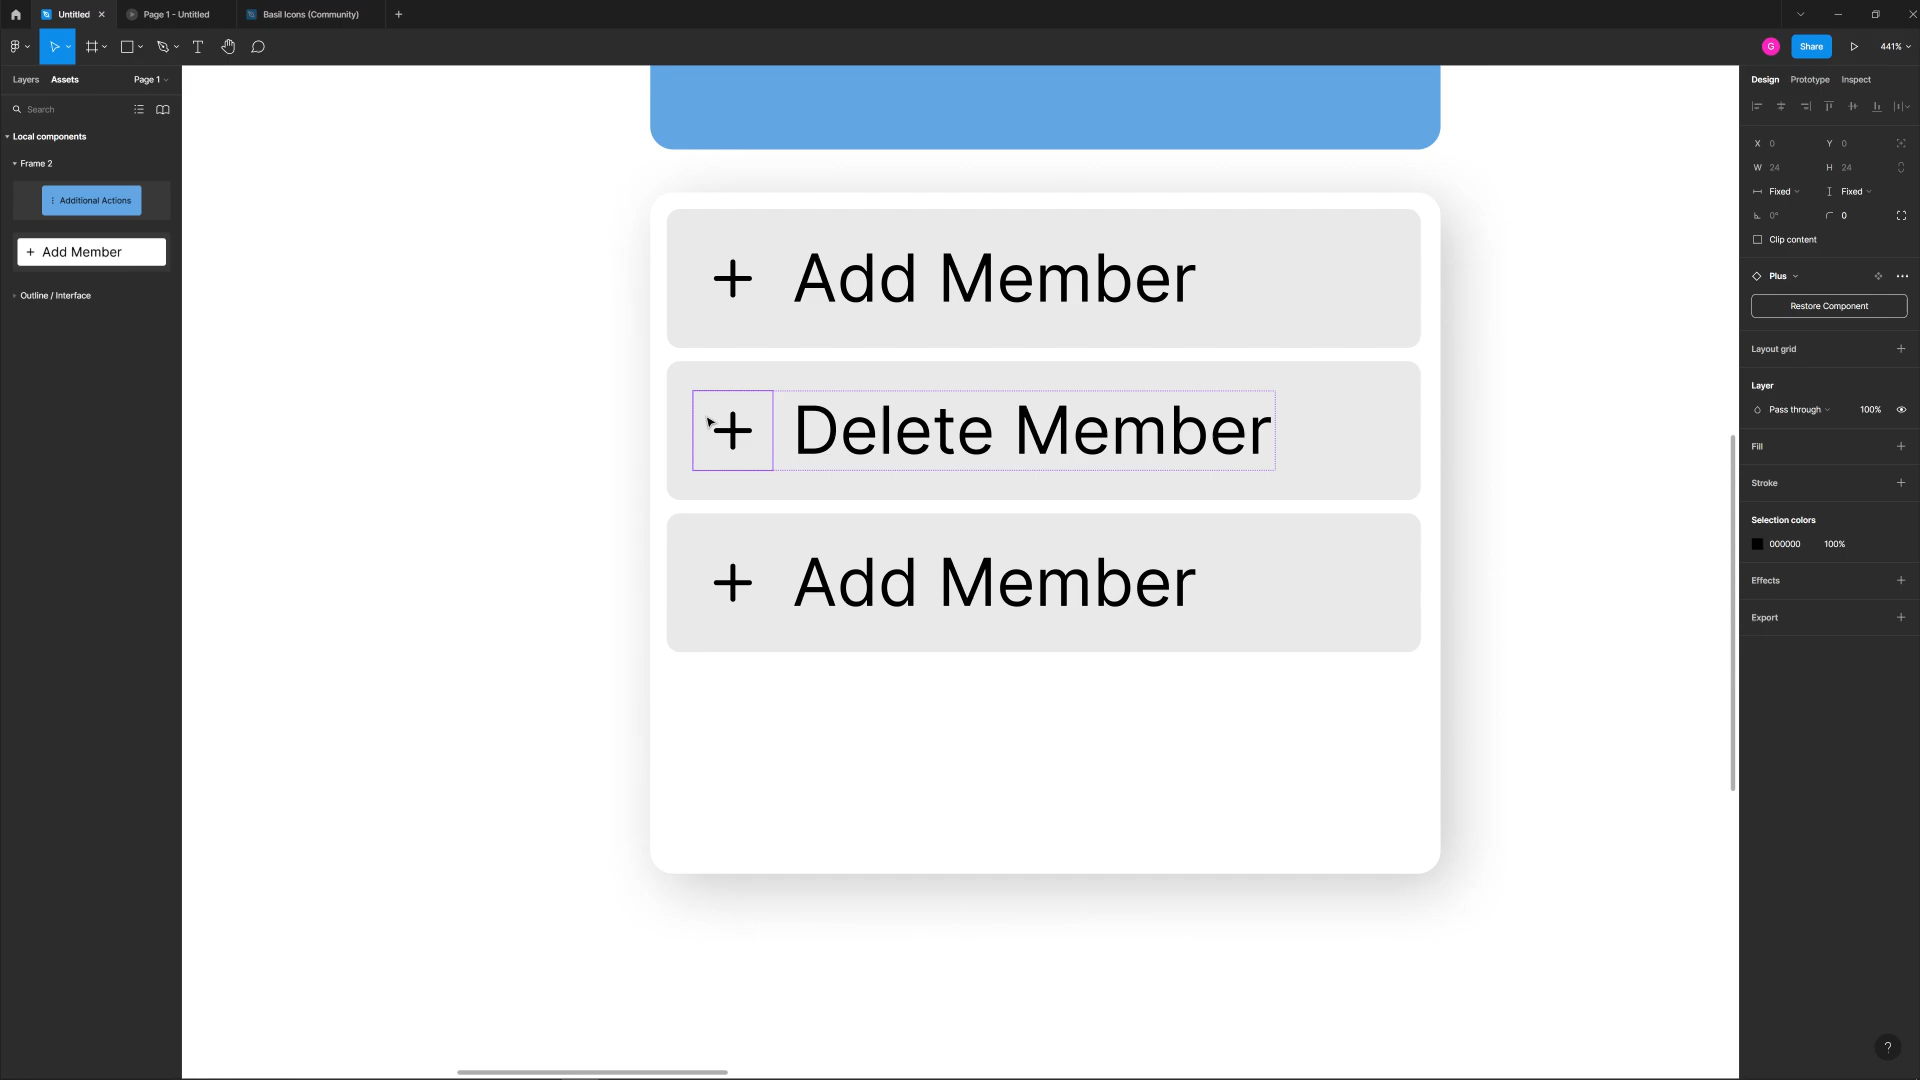 Untitled
Page 1 - Untitled
Basil Icons (Community)
G
Share
441%
Layers
Assets
Page 1
Search
Local components
Frame 2
Additional Actions
+ Add Member
Outline / Interface
+ Add Member
+ Delete Member
+ Add Member
Design
Prototype
Inspect
X 0
Y 0
W 24
H 24
Fixed
Fixed
0°
0
Clip content
Plus
Restore Component
Layout grid
Layer
Pass through
100%
Fill
Stroke
Selection colors
000000
100%
Effects
Export
?